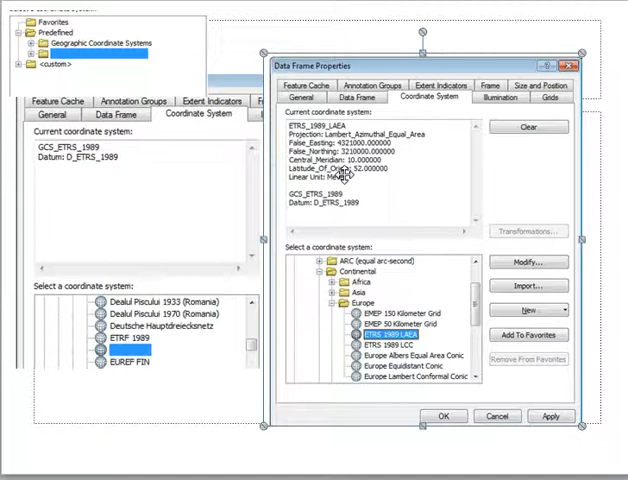 Favorites
Predefined
Geographic Coordinate Systems
<custom>
Feature Cache Annotation Groups Extent Indicators
General Data Frame Coordinate System
Current coordinate system:
GCS_ETRS_1989
Datum: D_ETRS_1989
Select a coordinate system:
Dealul Piscului 1933 (Romania)
Dealul Piscului 1970 (Romania)
Deutsche Hauptdreiecksnetz
ETRF 1989
EUREF FIN
Data Frame Properties
Feature Cache Annotation Groups Extent Indicators Frame Size and Position
General Data Frame Coordinate System Illumination Grids
Current coordinate system:
ETRS_1989_LAEA
Projection: Lambert_Azimuthal_Equal_Area
False_Easting: 4321000.000000
False_Northing: 3210000.000000
Central_Meridian: 10.000000
52.000000
Linear Unit:
GCS_ETRS_1989
Datum: D_ETRS_1989
Clear
Transformations...
Select a coordinate system:
ARC (equal arc-second)
Continental
Africa
Asia
Europe
EMEP 150 Kilometer Grid
EMEP 50 Kilometer Grid
ETRS 1989 LAEA
ETRS 1989 LCC
Europe Albers Equal Area Conic
Europe Equidistant Conic
Europe Lambert Conformal Conic
Modify...
Import...
New
Add To Favorites
Remove From Favorites
OK Cancel Apply